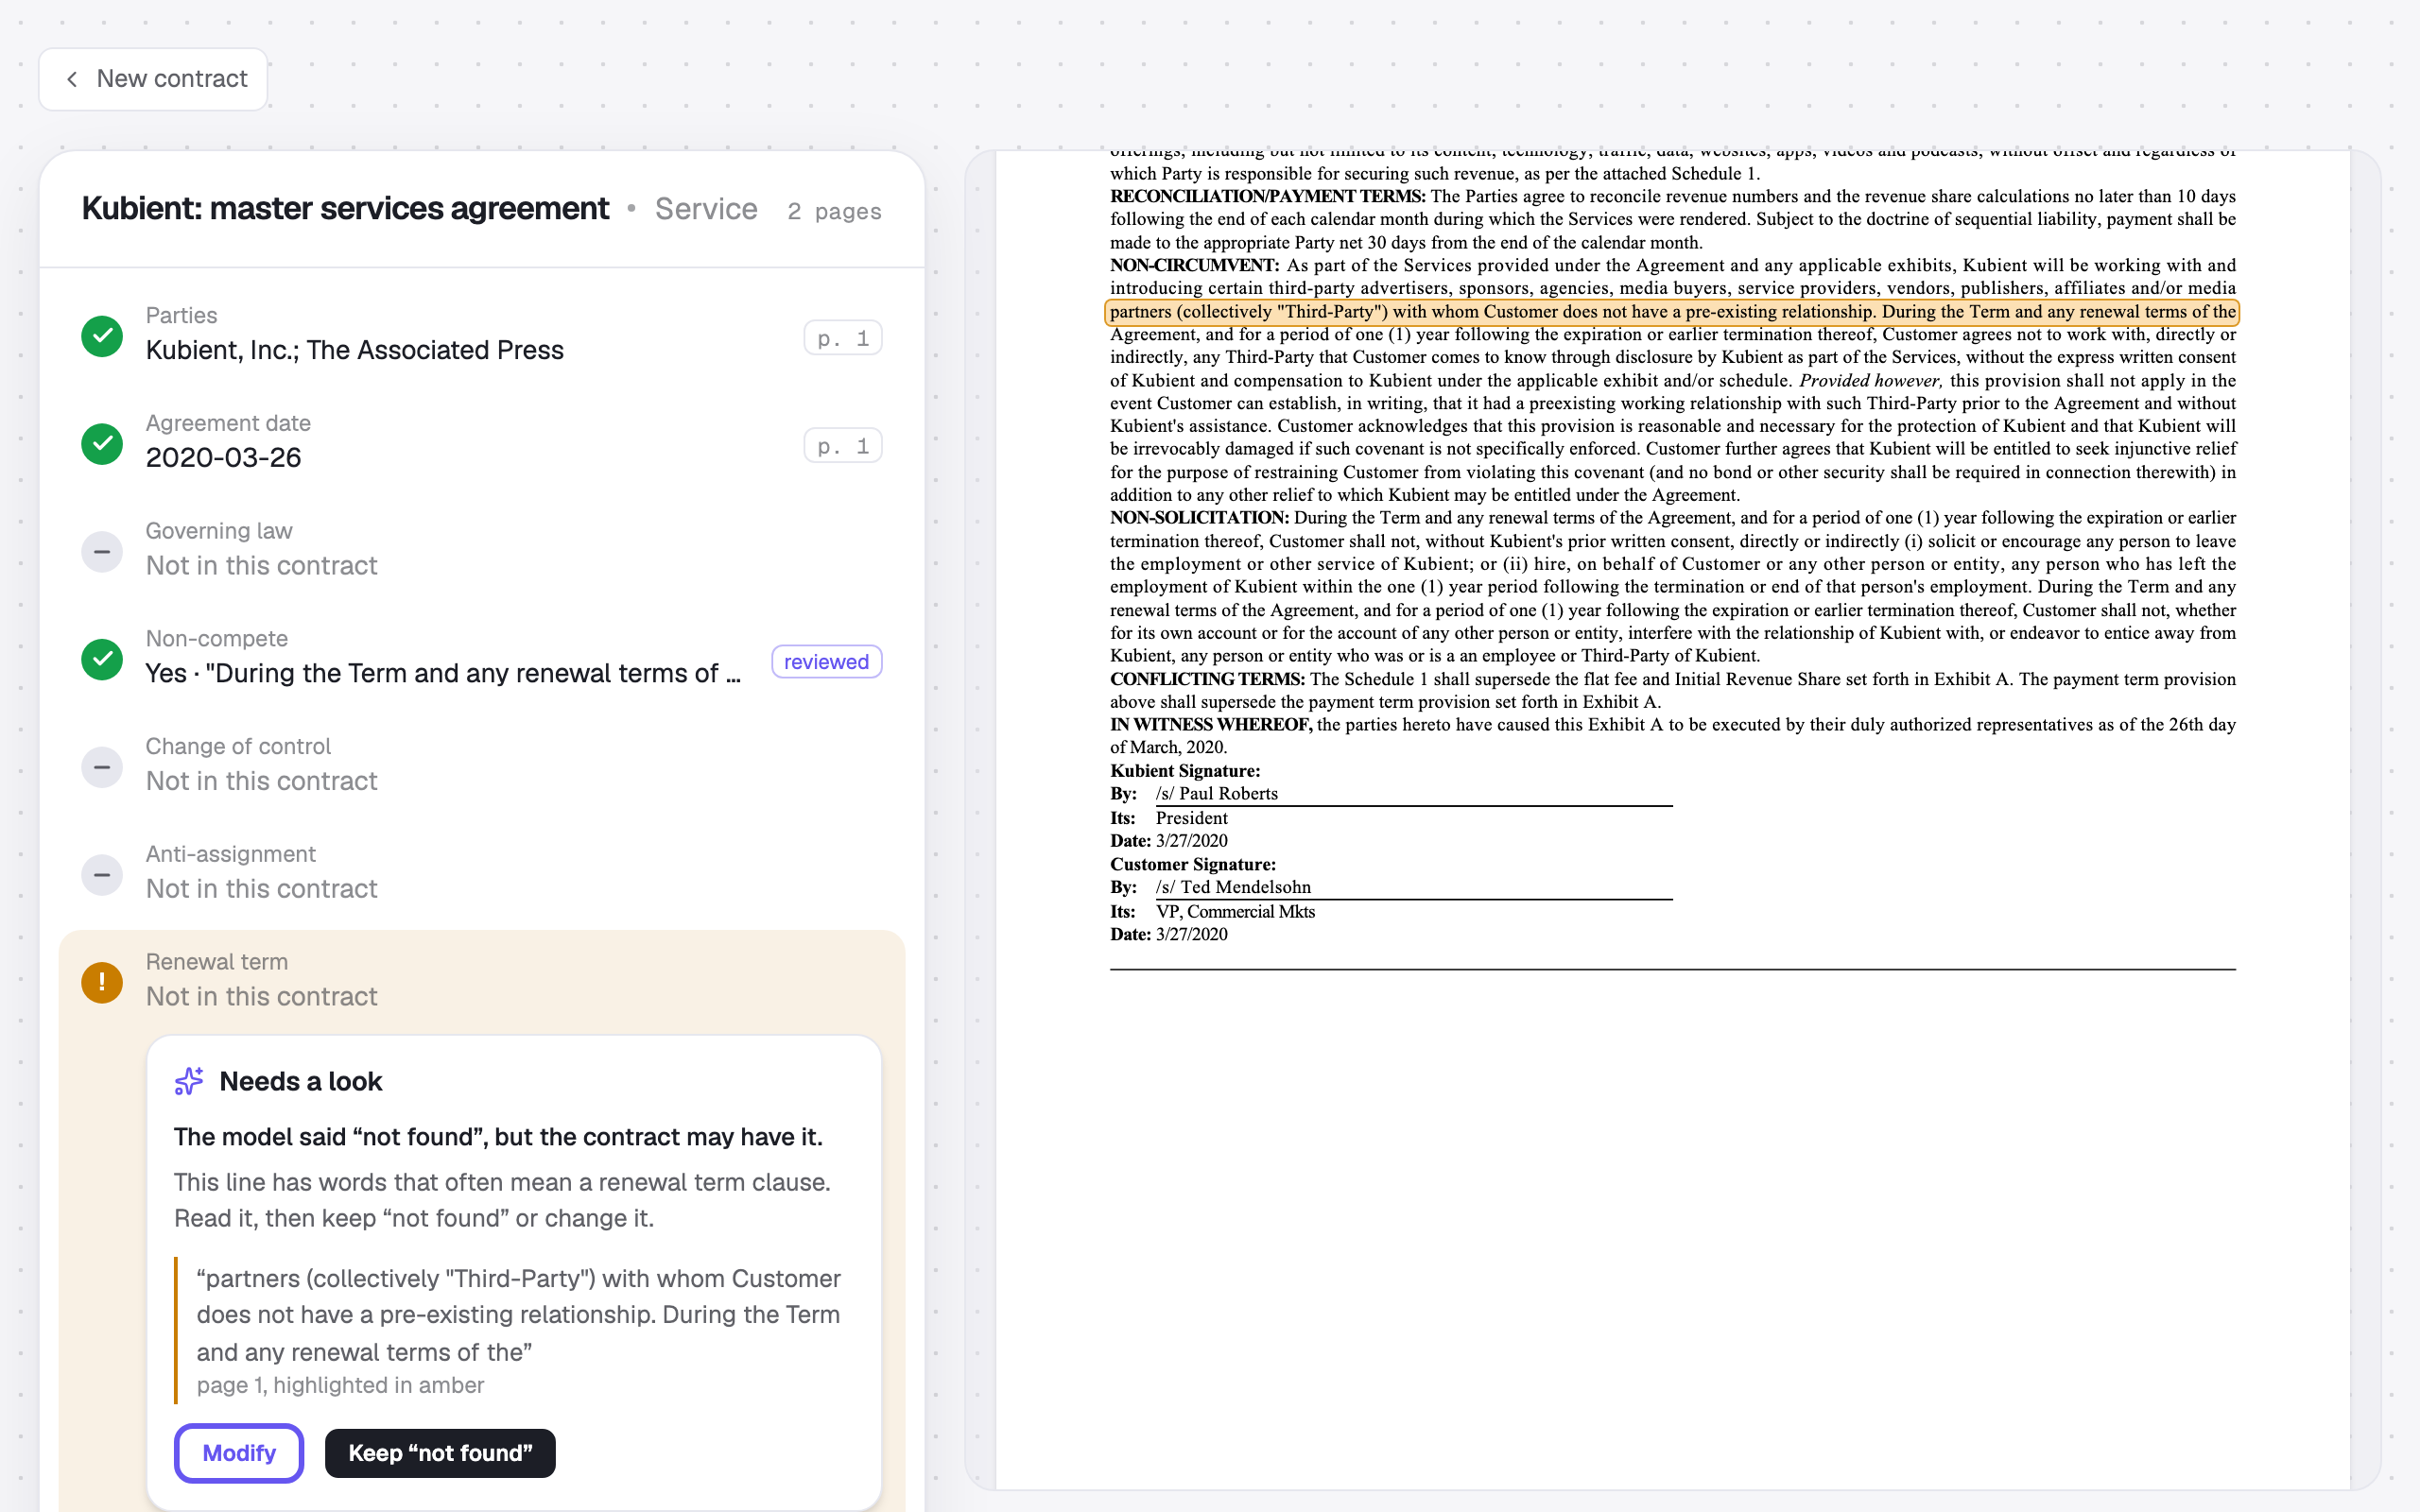 New contract
Kubient: master services agreement • Service 2 pages
Parties
Kubient, Inc.; The Associated Press
p. 1
Agreement date
2020-03-26
p. 1
Governing law
Not in this contract
Non-compete
Yes · "During the Term and any renewal terms of ...
reviewed
Change of control
Not in this contract
Anti-assignment
Not in this contract
Renewal term
Not in this contract
Needs a look
The model said “not found”, but the contract may have it.
This line has words that often mean a renewal term clause.
Read it, then keep “not found” or change it.
“partners (collectively "Third-Party") with whom Customer
does not have a pre-existing relationship. During the Term
and any renewal terms of the”
page 1, highlighted in amber
Modify
Keep “not found”
offerings, including but not limited to its content, technology, traffic, data, websites, apps, videos and podcasts, without offset and regardless of
which Party is responsible for securing such revenue, as per the attached Schedule 1.
RECONCILIATION/PAYMENT TERMS: The Parties agree to reconcile revenue numbers and the revenue share calculations no later than 10 days
following the end of each calendar month during which the Services were rendered. Subject to the doctrine of sequential liability, payment shall be
made to the appropriate Party net 30 days from the end of the calendar month.
NON-CIRCUMVENT: As part of the Services provided under the Agreement and any applicable exhibits, Kubient will be working with and
introducing certain third-party advertisers, sponsors, agencies, media buyers, service providers, vendors, publishers, affiliates and/or media
partners (collectively "Third-Party") with whom Customer does not have a pre-existing relationship. During the Term and any renewal terms of the
Agreement, and for a period of one (1) year following the expiration or earlier termination thereof, Customer agrees not to work with, directly or
indirectly, any Third-Party that Customer comes to know through disclosure by Kubient as part of the Services, without the express written consent
of Kubient and compensation to Kubient under the applicable exhibit and/or schedule. Provided however, this provision shall not apply in the
event Customer can establish, in writing, that it had a preexisting working relationship with such Third-Party prior to the Agreement and without
Kubient's assistance. Customer acknowledges that this provision is reasonable and necessary for the protection of Kubient and that Kubient will
be irrevocably damaged if such covenant is not specifically enforced. Customer further agrees that Kubient will be entitled to seek injunctive relief
for the purpose of restraining Customer from violating this covenant (and no bond or other security shall be required in connection therewith) in
addition to any other relief to which Kubient may be entitled under the Agreement.
NON-SOLICITATION: During the Term and any renewal terms of the Agreement, and for a period of one (1) year following the expiration or earlier
termination thereof, Customer shall not, without Kubient's prior written consent, directly or indirectly (i) solicit or encourage any person to leave
the employment or other service of Kubient; or (ii) hire, on behalf of Customer or any other person or entity, any person who has left the
employment of Kubient within the one (1) year period following the termination or end of that person's employment. During the Term and any
renewal terms of the Agreement, and for a period of one (1) year following the expiration or earlier termination thereof, Customer shall not, whether
for its own account or for the account of any other person or entity, interfere with the relationship of Kubient with, or endeavor to entice away from
Kubient, any person or entity who was or is a an employee or Third-Party of Kubient.
CONFLICTING TERMS: The Schedule 1 shall supersede the flat fee and Initial Revenue Share set forth in Exhibit A. The payment term provision
above shall supersede the payment term provision set forth in Exhibit A.
IN WITNESS WHEREOF, the parties hereto have caused this Exhibit A to be executed by their duly authorized representatives as of the 26th day
of March, 2020.
Kubient Signature:
By: /s/ Paul Roberts
Its: President
Date: 3/27/2020
Customer Signature:
By: /s/ Ted Mendelsohn
Its: VP, Commercial Mkts
Date: 3/27/2020